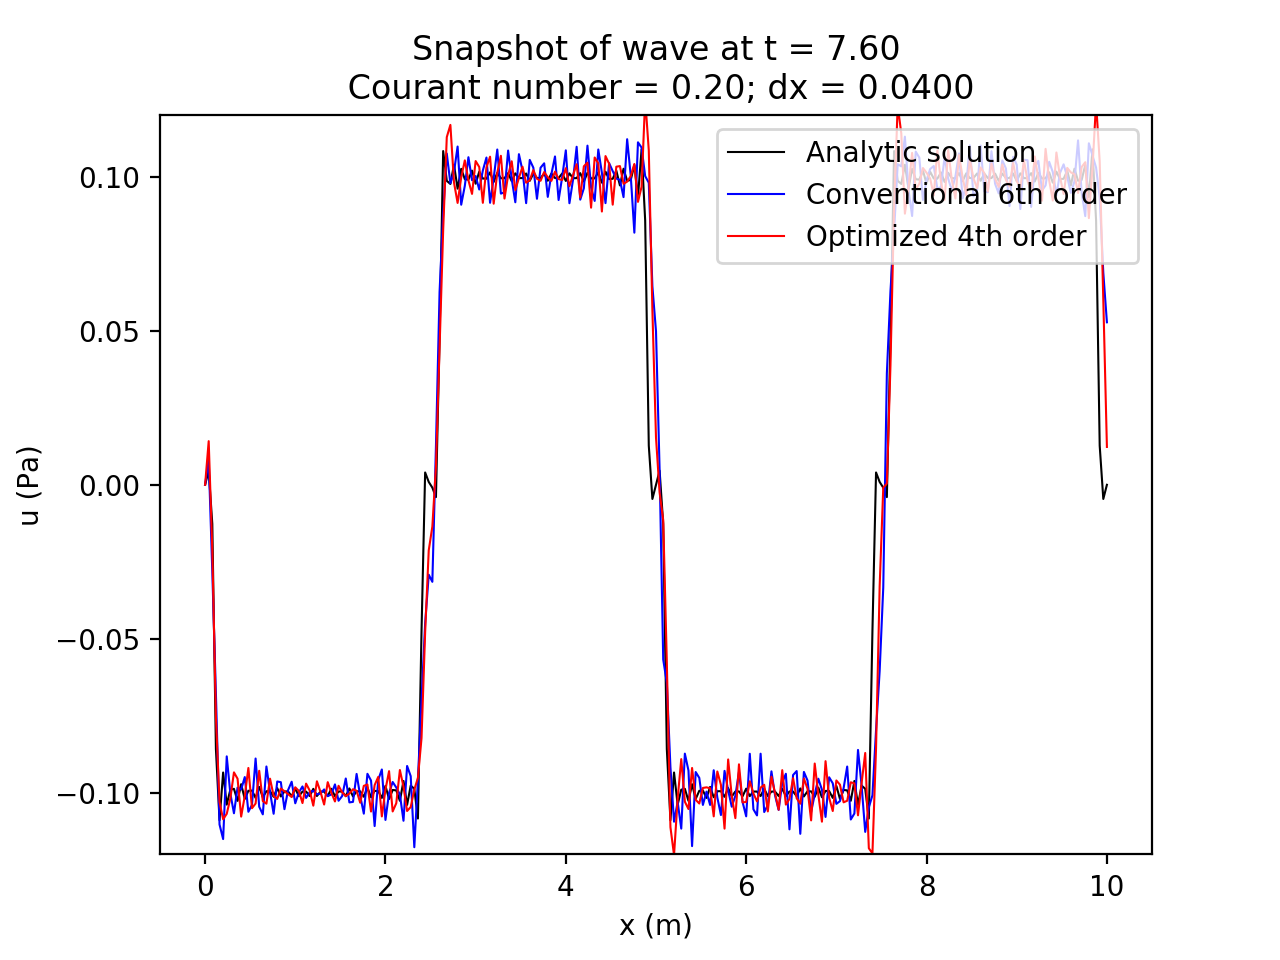 Snapshot of wave at t = 7.60
Courant number = 0.20; dx = 0.0400
Analytic solution
Conventional 6th order
Optimized 4th order
0.10
0.05
0.00
−0.05
−0.10
u (Pa)
0 2 4 6 8 10
x (m)